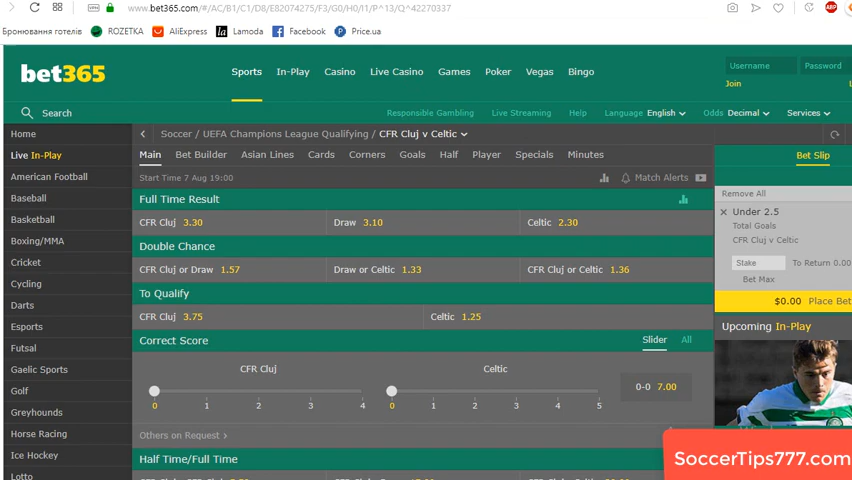 www.bet365.com/#/AC/B1/C1/D8/E82074275/F3/G0/H0/I1/P^13/Q^42270337
VPN
ABP
Бронювання готелів ROZETKA AliExpress la Lamoda Facebook P Price.ua
bet365
Sports In-Play Casino Live Casino Games Poker Vegas Bingo
Username Password
Join
Search
Responsible Gambling Live Streaming Help Language English Odds Decimal Services
Home
Live In-Play
American Football
Baseball
Basketball
Boxing/MMA
Cricket
Cycling
Darts
Esports
Futsal
Gaelic Sports
Golf
Greyhounds
Horse Racing
Ice Hockey
Lotto
Soccer / UEFA Champions League Qualifying / CFR Cluj v Celtic
Main Bet Builder Asian Lines Cards Corners Goals Half Player Specials Minutes
Start Time 7 Aug 19:00
Match Alerts
Full Time Result
CFR Cluj 3.30 Draw 3.10 Celtic 2.30
Double Chance
CFR Cluj or Draw 1.57 Draw or Celtic 1.33 CFR Cluj or Celtic 1.36
To Qualify
CFR Cluj 3.75 Celtic 1.25
Correct Score
Slider All
CFR Cluj Celtic
0-0 7.00
0 1 2 3 4 0 1 2 3 4 5
Others on Request
Half Time/Full Time
Bet Slip
Remove All
Under 2.5
Total Goals
CFR Cluj v Celtic
Stake To Return 0.00
Bet Max
$0.00 Place Bet
Upcoming In-Play
SoccerTips777.com